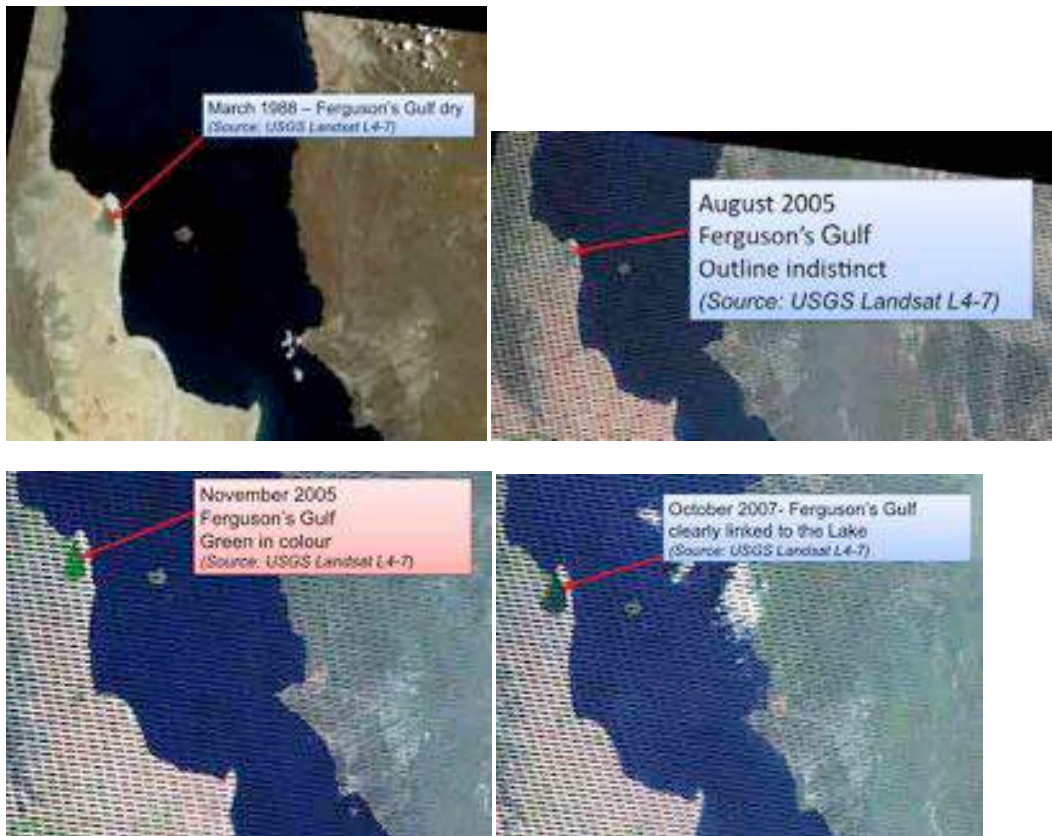 March 1988 – Ferguson's Gulf dry
(Source: USGS Landsat L4-7)
August 2005
Ferguson's Gulf
Outline indistinct
(Source: USGS Landsat L4-7)
November 2005
Ferguson's Gulf
Green in colour
(Source: USGS Landsat L4-7)
October 2007- Ferguson's Gulf
clearly linked to the Lake
(Source: USGS Landsat L4-7)